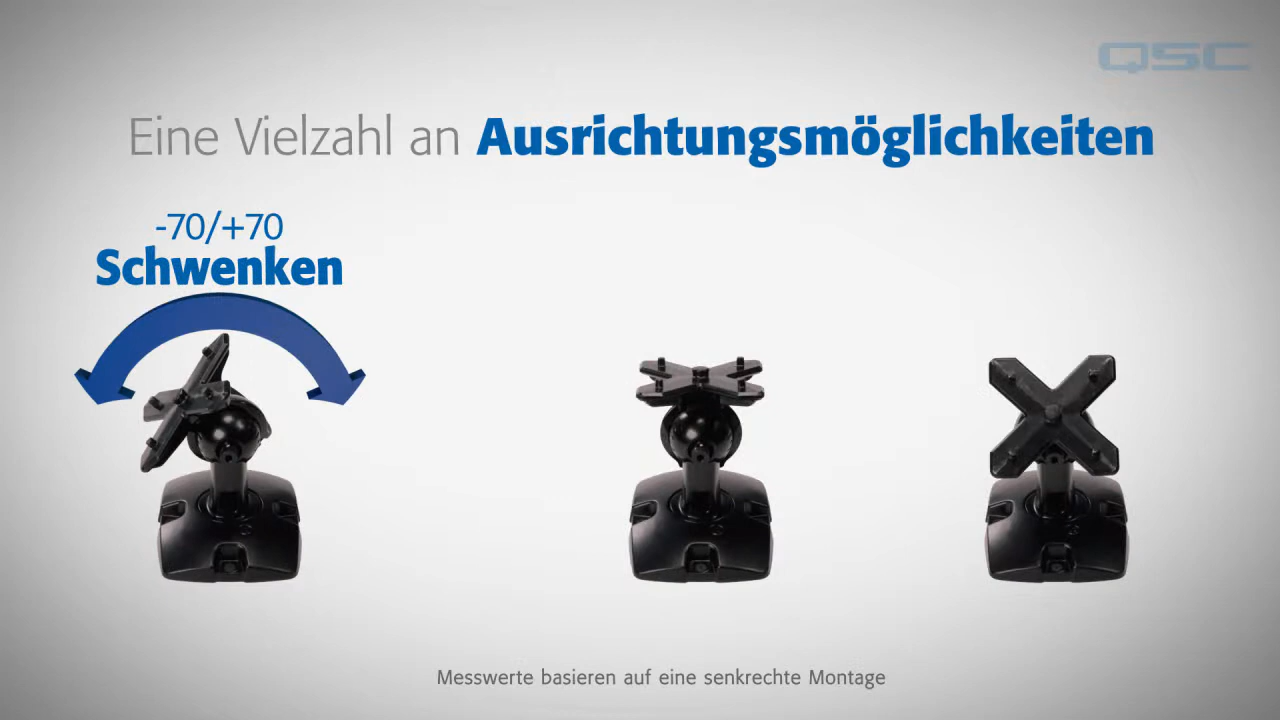 QSC
Eine Vielzahl an Ausrichtungsmöglichkeiten
-70/+70
Schwenken
Messwerte basieren auf eine senkrechte Montage